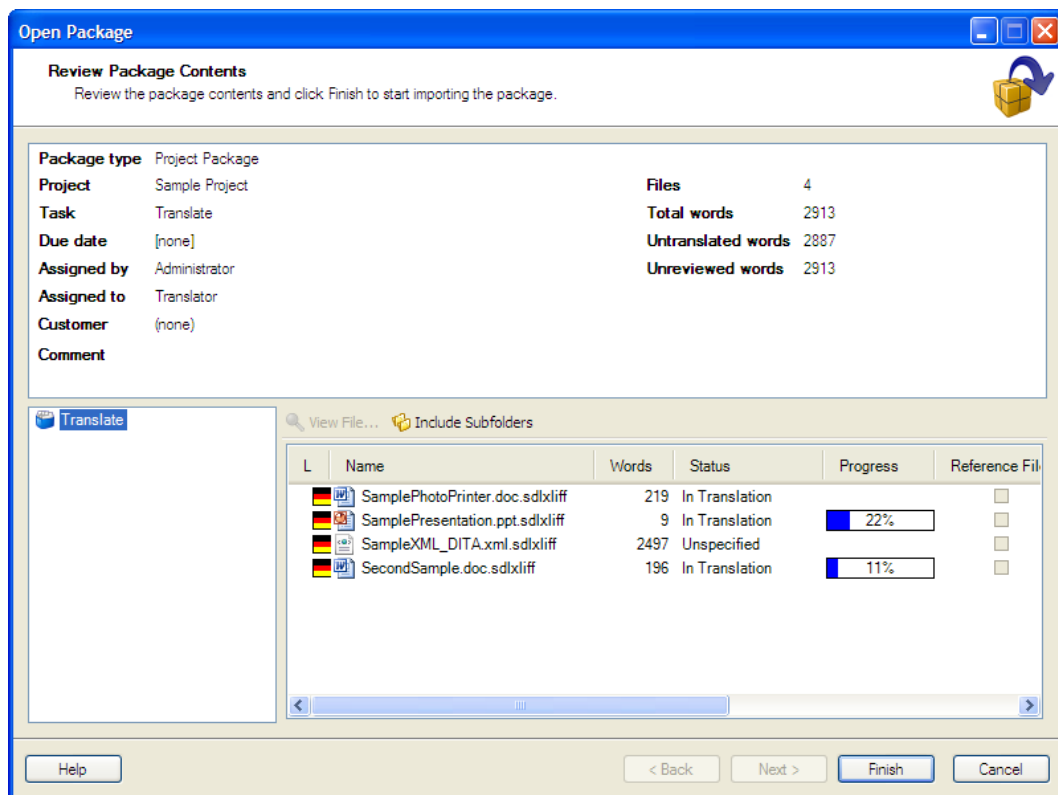 Open Package
Review Package Contents
Review the package contents and click Finish to start importing the package.
Package type Project Package
Project Sample Project
Task Translate
Due date [none]
Assigned by Administrator
Assigned to Translator
Customer (none)
Comment
Files 4
Total words 2913
Untranslated words 2887
Unreviewed words 2913
Translate
View File... Include Subfolders
L Name Words Status Progress Reference Fil
SamplePhotoPrinter.doc.sdlxliff 219 In Translation
SamplePresentation.ppt.sdlxliff 9 In Translation 22%
SampleXML_DITA.xml.sdlxliff 2497 Unspecified
SecondSample.doc.sdlxliff 196 In Translation 11%
Help < Back Next > Finish Cancel